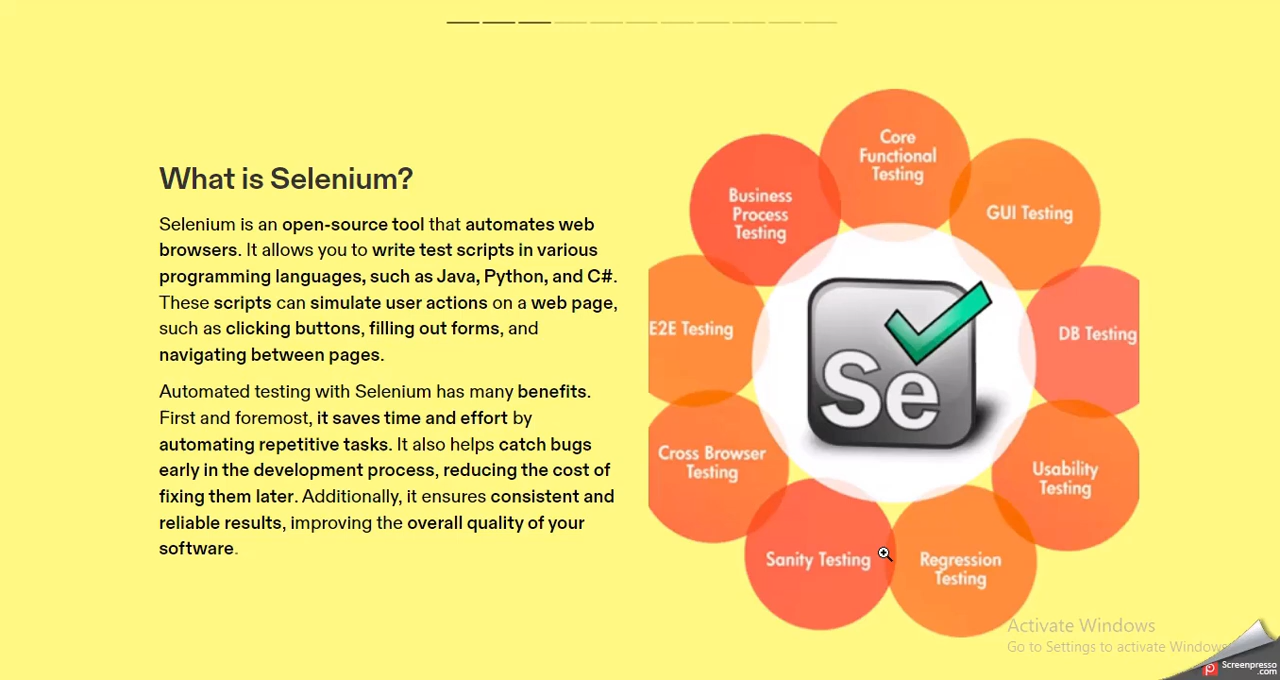 What is Selenium?
Selenium is an open-source tool that automates web
browsers. It allows you to write test scripts in various
programming languages, such as Java, Python, and C#.
These scripts can simulate user actions on a web page,
such as clicking buttons, filling out forms, and
navigating between pages.
Automated testing with Selenium has many benefits.
First and foremost, it saves time and effort by
automating repetitive tasks. It also helps catch bugs
early in the development process, reducing the cost of
fixing them later. Additionally, it ensures consistent and
reliable results, improving the overall quality of your
software.
Core
Functional
Testing
GUI Testing
DB Testing
Usability
Testing
Regression
Testing
Sanity Testing
Cross Browser
Testing
E2E Testing
Business
Process
Testing
Se
Activate Windows
Go to Settings to activate Windows
Screenpresso
.com